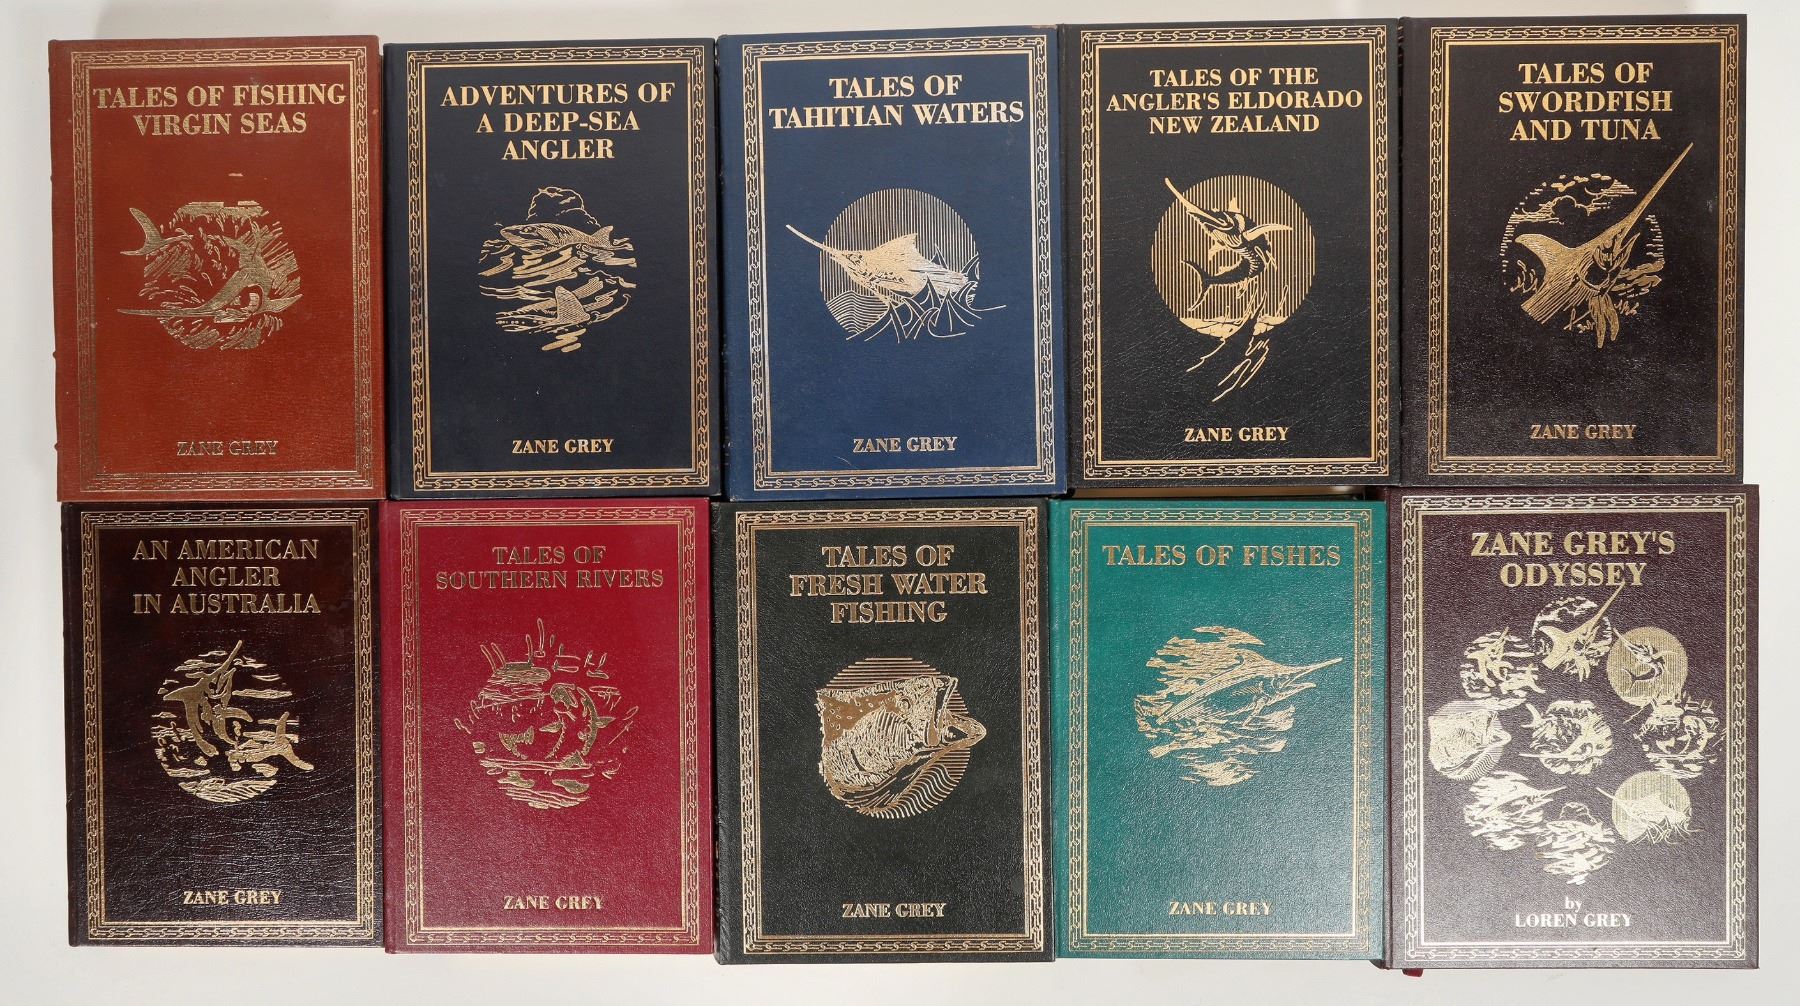 TALES OF FISHING
VIRGIN SEAS
ZANE GREY
ADVENTURES OF
A DEEP-SEA
ANGLER
ZANE GREY
TALES OF
TAHITIAN WATERS
ZANE GREY
TALES OF THE
ANGLER'S ELDORADO
NEW ZEALAND
ZANE GREY
TALES OF
SWORDFISH
AND TUNA
ZANE GREY
AN AMERICAN
ANGLER
IN AUSTRALIA
ZANE GREY
TALES OF
SOUTHERN RIVERS
ZANE GREY
TALES OF
FRESH WATER
FISHING
ZANE GREY
TALES OF FISHES
ZANE GREY
ZANE GREY'S
ODYSSEY
by
LOREN GREY